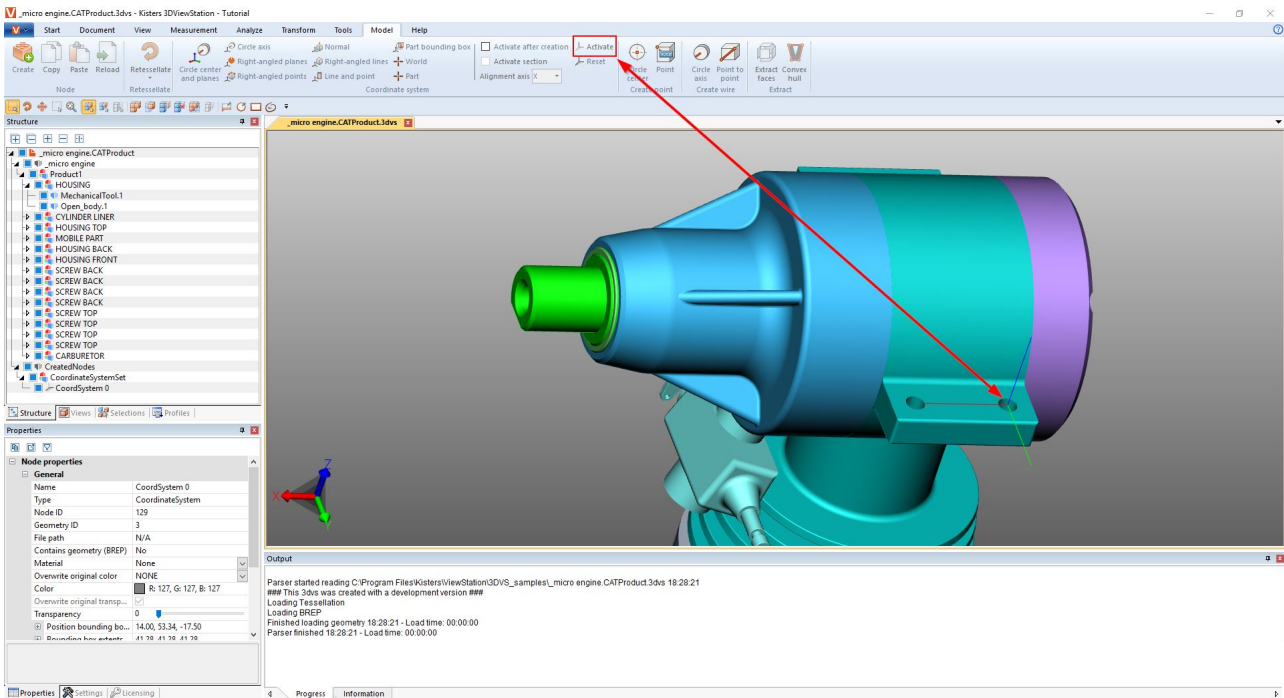 _micro engine.CATProduct.3dvs - Kisters 3DViewStation - Tutorial
Start Document View Measurement Analyze Transform Tools Model Help
Create Copy Paste Reload
Node
Retessellate
Retessellate
Circle center and planes
Circle axis
Right-angled planes
Right-angled points
Normal
Right-angled lines
Line and point
Part bounding box
World
Part
Activate after creation
Activate section
Alignment axis X
Activate
Reset
Coordinate system
Circle center
Point
Create point
Circle axis
Point to point
Create wire
Extract faces
Convex hull
Extract
Structure
_micro engine.CATProduct.3dvs
_micro engine.CATProduct
_micro engine
Product1
HOUSING
MechanicalTool.1
Open_body.1
CYLINDER LINER
HOUSING TOP
MOBILE PART
HOUSING BACK
HOUSING FRONT
SCREW BACK
SCREW BACK
SCREW BACK
SCREW BACK
SCREW TOP
SCREW TOP
SCREW TOP
SCREW TOP
CARBURETOR
CreatedNodes
CoordinateSystemSet
CoordSystem 0
Structure Views Selections Profiles
Properties
Node properties
General
Name CoordSystem 0
Type CoordinateSystem
Node ID 129
Geometry ID 3
File path N/A
Contains geometry (BREP) No
Material None
Overwrite original color NONE
Color R: 127, G: 127, B: 127
Overwrite original transp...
Transparency 0
Position bounding bo... 14.00, 53.34, -17.50
Bounding box extents 41.28, 41.28, 41.28
Properties Settings Licensing
X
Z
Y
Output
Parser started reading C:\Program Files\Kisters\ViewStation\3DVS_samples\_micro engine.CATProduct.3dvs 18:28:21
### This 3dvs was created with a development version ###
Loading Tessellation
Loading BREP
Finished loading geometry 18:28:21 - Load time: 00:00:00
Parser finished 18:28:21 - Load time: 00:00:00
Progress Information